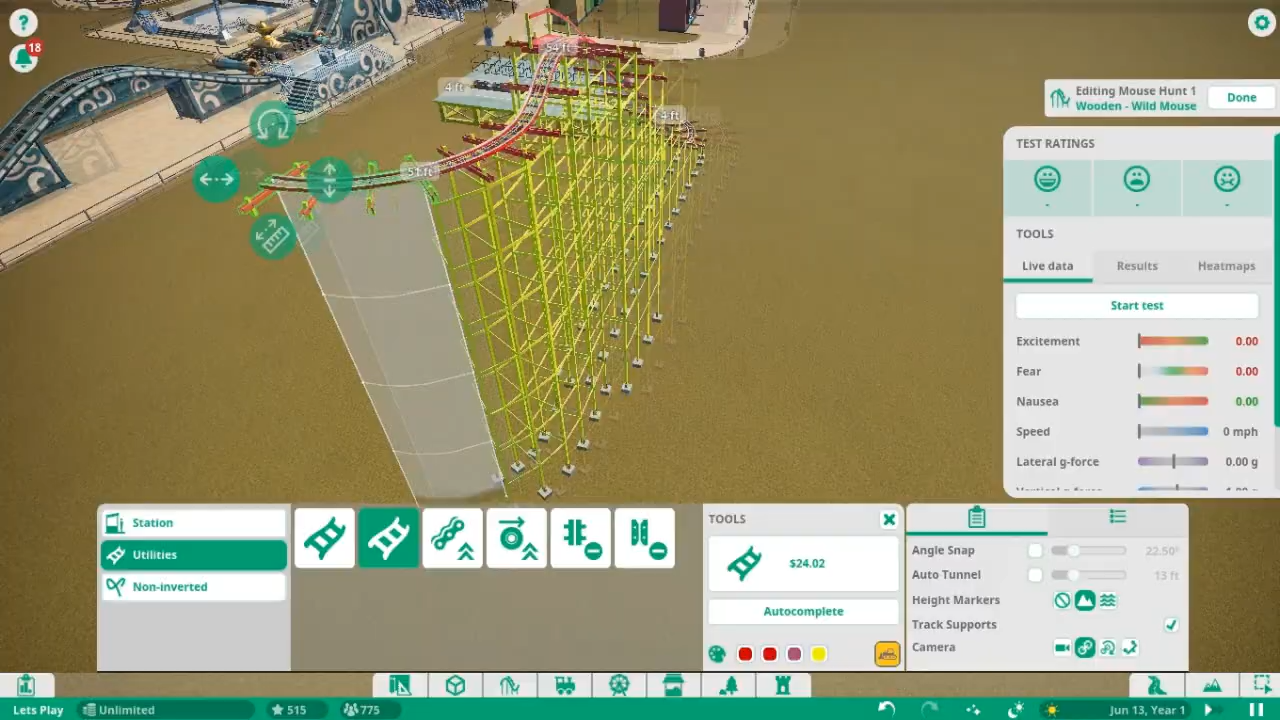 ?
18
54 ft
4 ft
4 ft
51 ft
Editing Mouse Hunt 1
Wooden - Wild Mouse
Done
TEST RATINGS
- - -
TOOLS
Live data Results Heatmaps
Start test
Excitement 0.00
Fear 0.00
Nausea 0.00
Speed 0 mph
Lateral g-force 0.00 g
Station
Utilities
Non-inverted
TOOLS
$24.02
Autocomplete
Angle Snap 22.50°
Auto Tunnel 13 ft
Height Markers
Track Supports
Camera
Lets Play Unlimited 515 775 Jun 13, Year 1